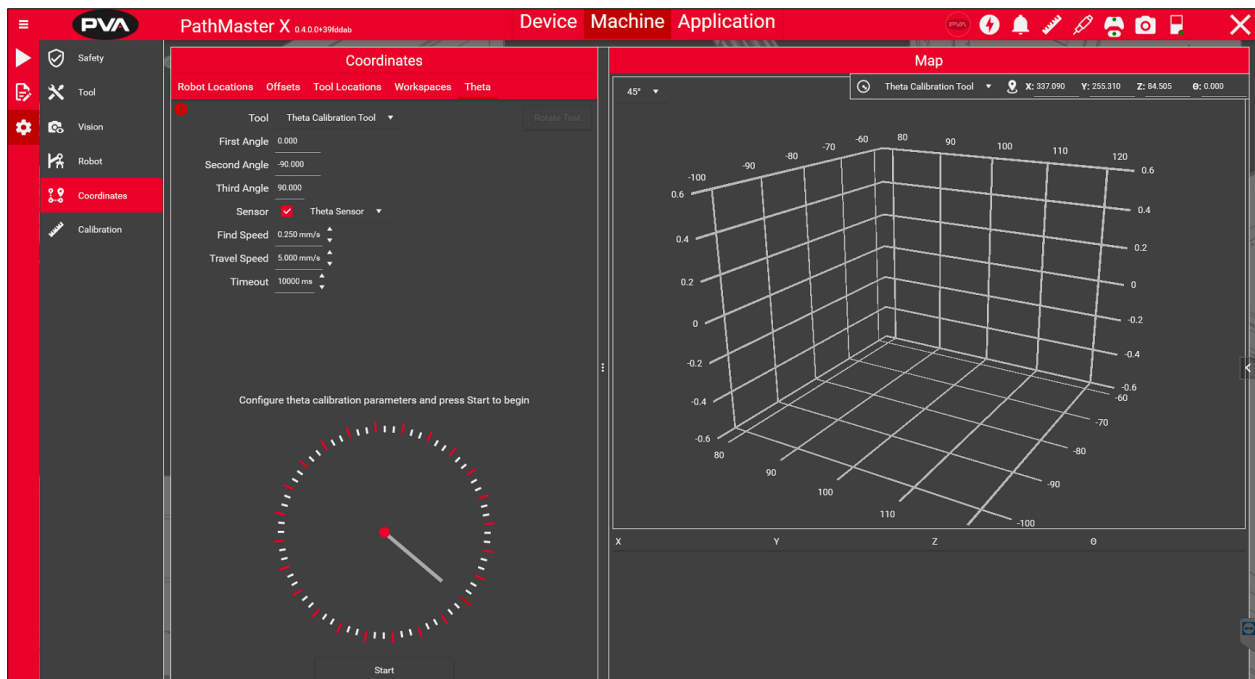 PVA
PathMaster X 0.4.0.0+39fddab
Device Machine Application
Safety
Tool
Vision
Robot
Coordinates
Calibration
Coordinates
Robot Locations Offsets Tool Locations Workspaces Theta
Tool Theta Calibration Tool
Rotate Test
First Angle 0.000
Second Angle -90.000
Third Angle 90.000
Sensor Theta Sensor
Find Speed 0.250 mm/s
Travel Speed 5.000 mm/s
Timeout 10000 ms
Configure theta calibration parameters and press Start to begin
Start
Map
45°
Theta Calibration Tool X: 337.090 Y: 255.310 Z: 84.505 Θ: 0.000
-100 -90 -80 -70 -60 80 90 100 110 120
0.6 0.4 0.2 0 -0.2 -0.4 -0.6
0.6 0.4 0.2 0 -0.2 -0.4 -0.6
80 90 100 110
-60 -70 -80 -90 -100
X Y Z Θ